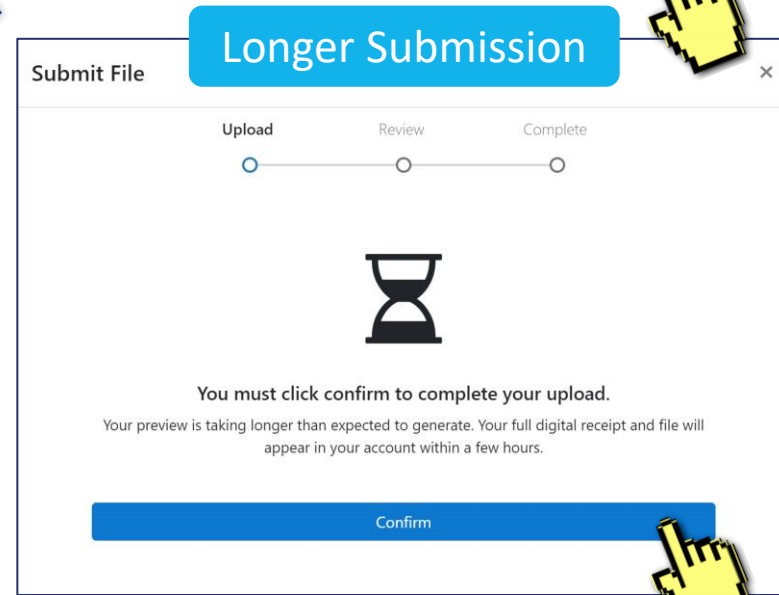 Longer Submission
Submit File
×
Upload Review Complete
You must click confirm to complete your upload.
Your preview is taking longer than expected to generate. Your full digital receipt and file will
appear in your account within a few hours.
Confirm